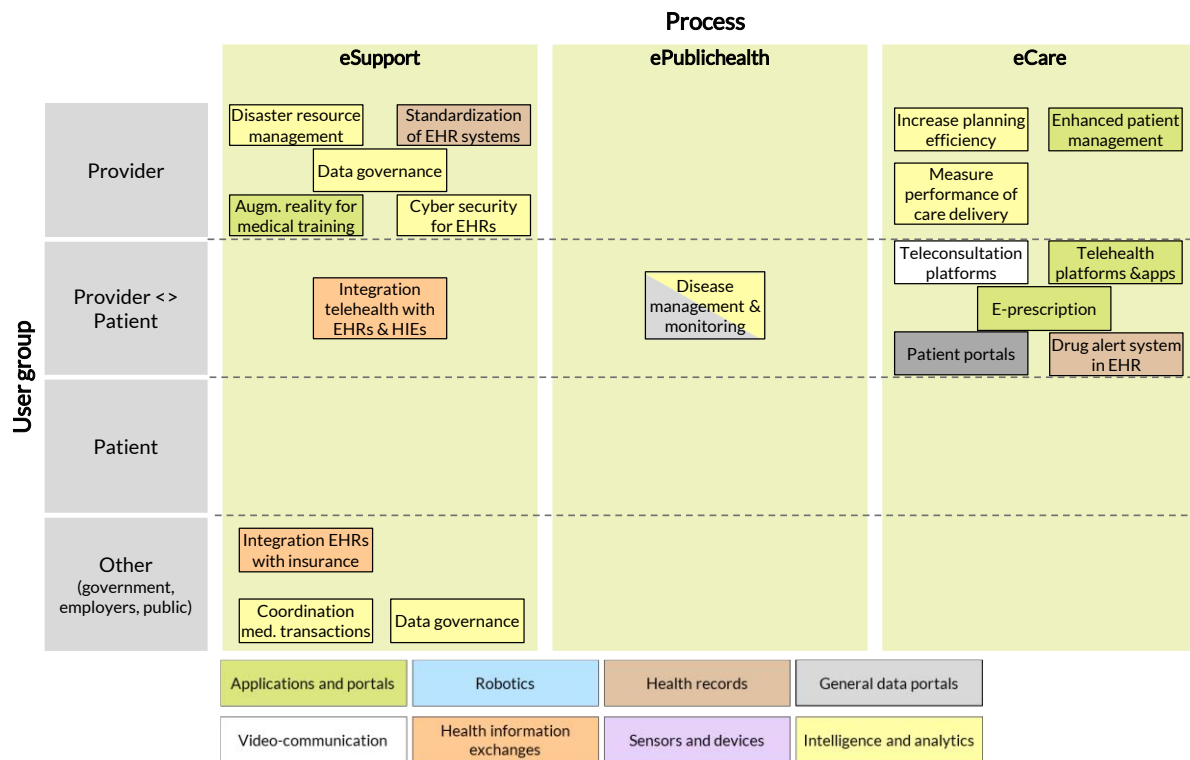 Process
eSupport
ePublichealth
eCare
User group
Provider
Disaster resource
management
Standardization
of EHR systems
Data governance
Augm. reality for
medical training
Cyber security
for EHRs
Increase planning
efficiency
Enhanced patient
management
Measure
performance of
care delivery
Provider <>
Patient
Integration
telehealth with
EHRs & HIEs
Disease
management &
monitoring
Teleconsultation
platforms
Telehealth
platforms &apps
E-prescription
Patient portals
Drug alert system
in EHR
Patient
Other
(government,
employers, public)
Integration EHRs
with insurance
Coordination
med. transactions
Data governance
Applications and portals
Robotics
Health records
General data portals
Video-communication
Health information
exchanges
Sensors and devices
Intelligence and analytics